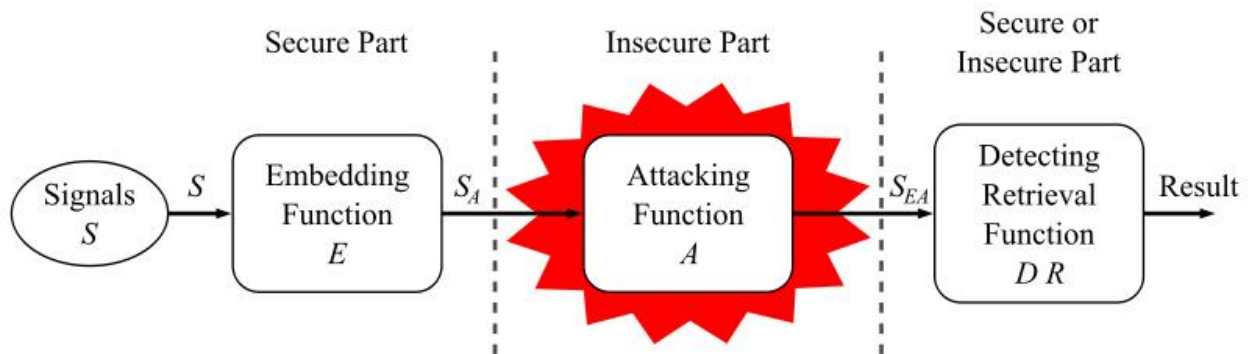 Secure Part
Insecure Part
Secure or
Insecure Part
Signals
S
S
Embedding
Function
E
S_A
Attacking
Function
A
S_EA
Detecting
Retrieval
Function
D R
Result